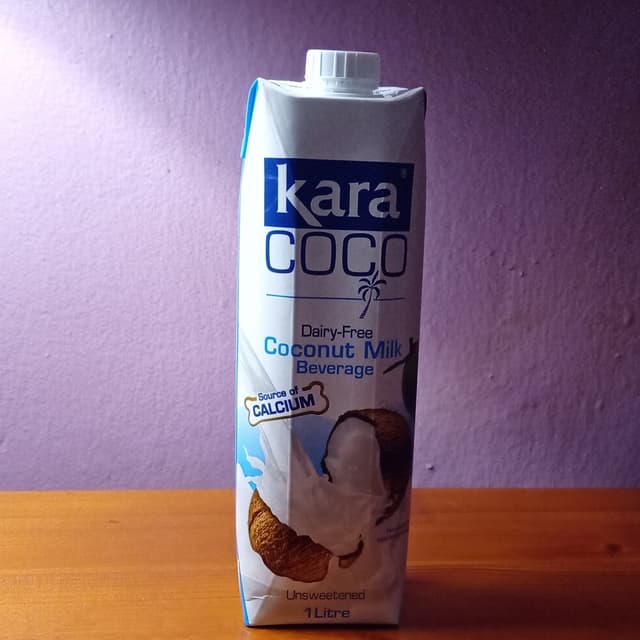 kara®
COCO
Dairy-Free
Coconut Milk
Beverage
Source of
CALCIUM
Unsweetened
1 Litre